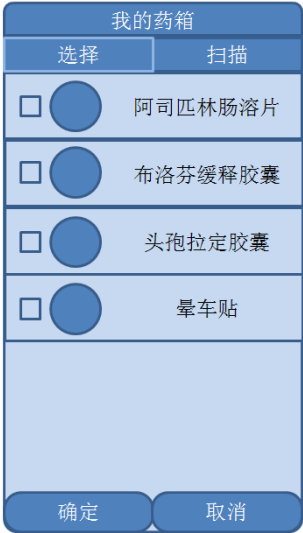 我的药箱
选择
扫描
阿司匹林肠溶片
布洛芬缓释胶囊
头孢拉定胶囊
晕车贴
确定
取消